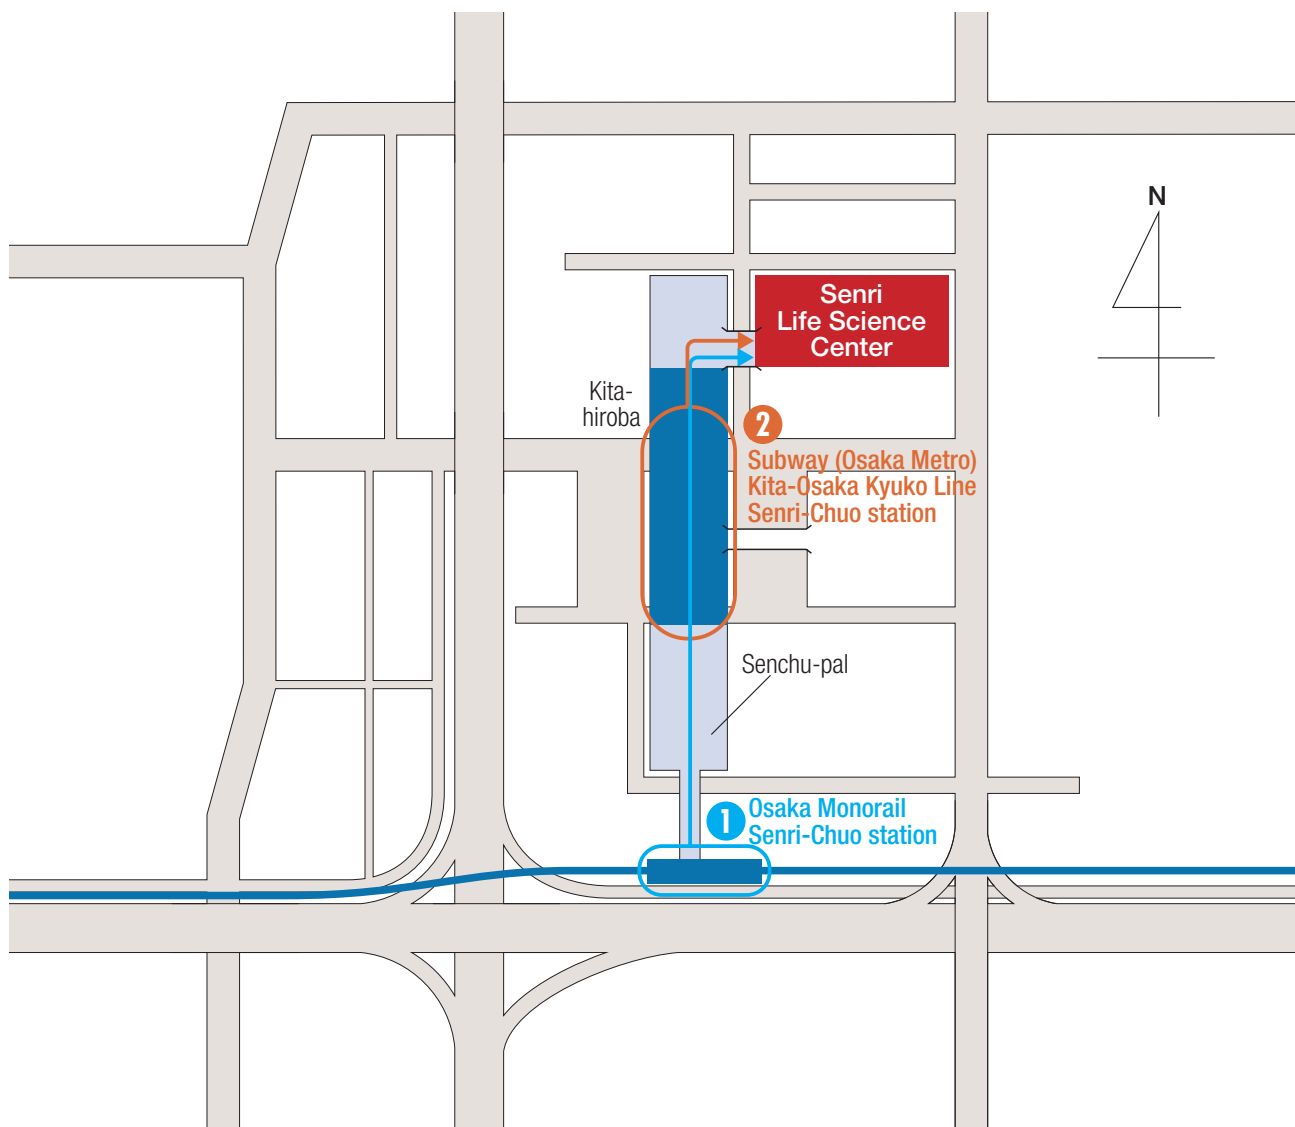 N
Senri
Life Science
Center
Kita-
hiroba
2
Subway (Osaka Metro)
Kita-Osaka Kyuko Line
Senri-Chuo station
Senchu-pal
1
Osaka Monorail
Senri-Chuo station